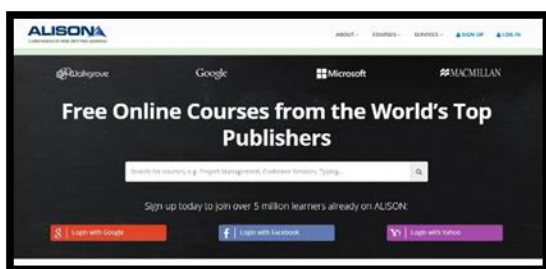 ALISON
ABOUT COURSES SERVICES SIGN UP LOG IN
Walkgrove Google Microsoft MACMILLAN
Free Online Courses from the World's Top
Publishers
Search for courses, e.g. Project Management, Customer Services, Typing...
Sign up today to join over 5 million learners already on ALISON:
Login with Google Login with Facebook Login with Yahoo